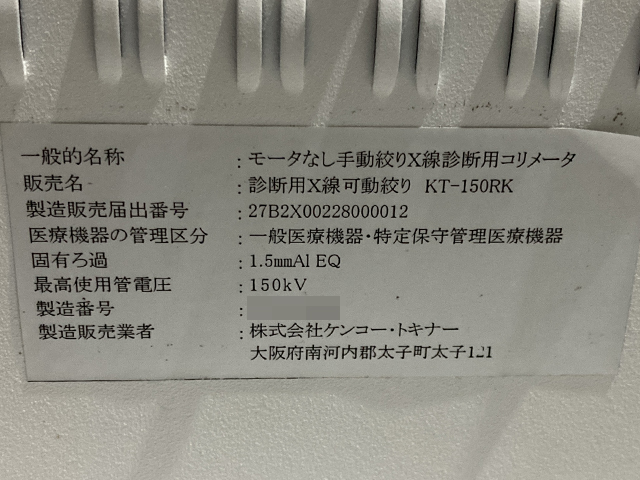 一般的名称 : モータなし手動絞りX線診断用コリメータ
販売名 : 診断用X線可動絞り KT-150RK
製造販売届出番号 : 27B2X00228000012
医療機器の管理区分 : 一般医療機器・特定保守管理医療機器
固有ろ過 : 1.5mmAl EQ
最高使用管電圧 : 150kV
製造番号 :
製造販売業者 : 株式会社ケンコー・トキナー
大阪府南河内郡太子町太子121